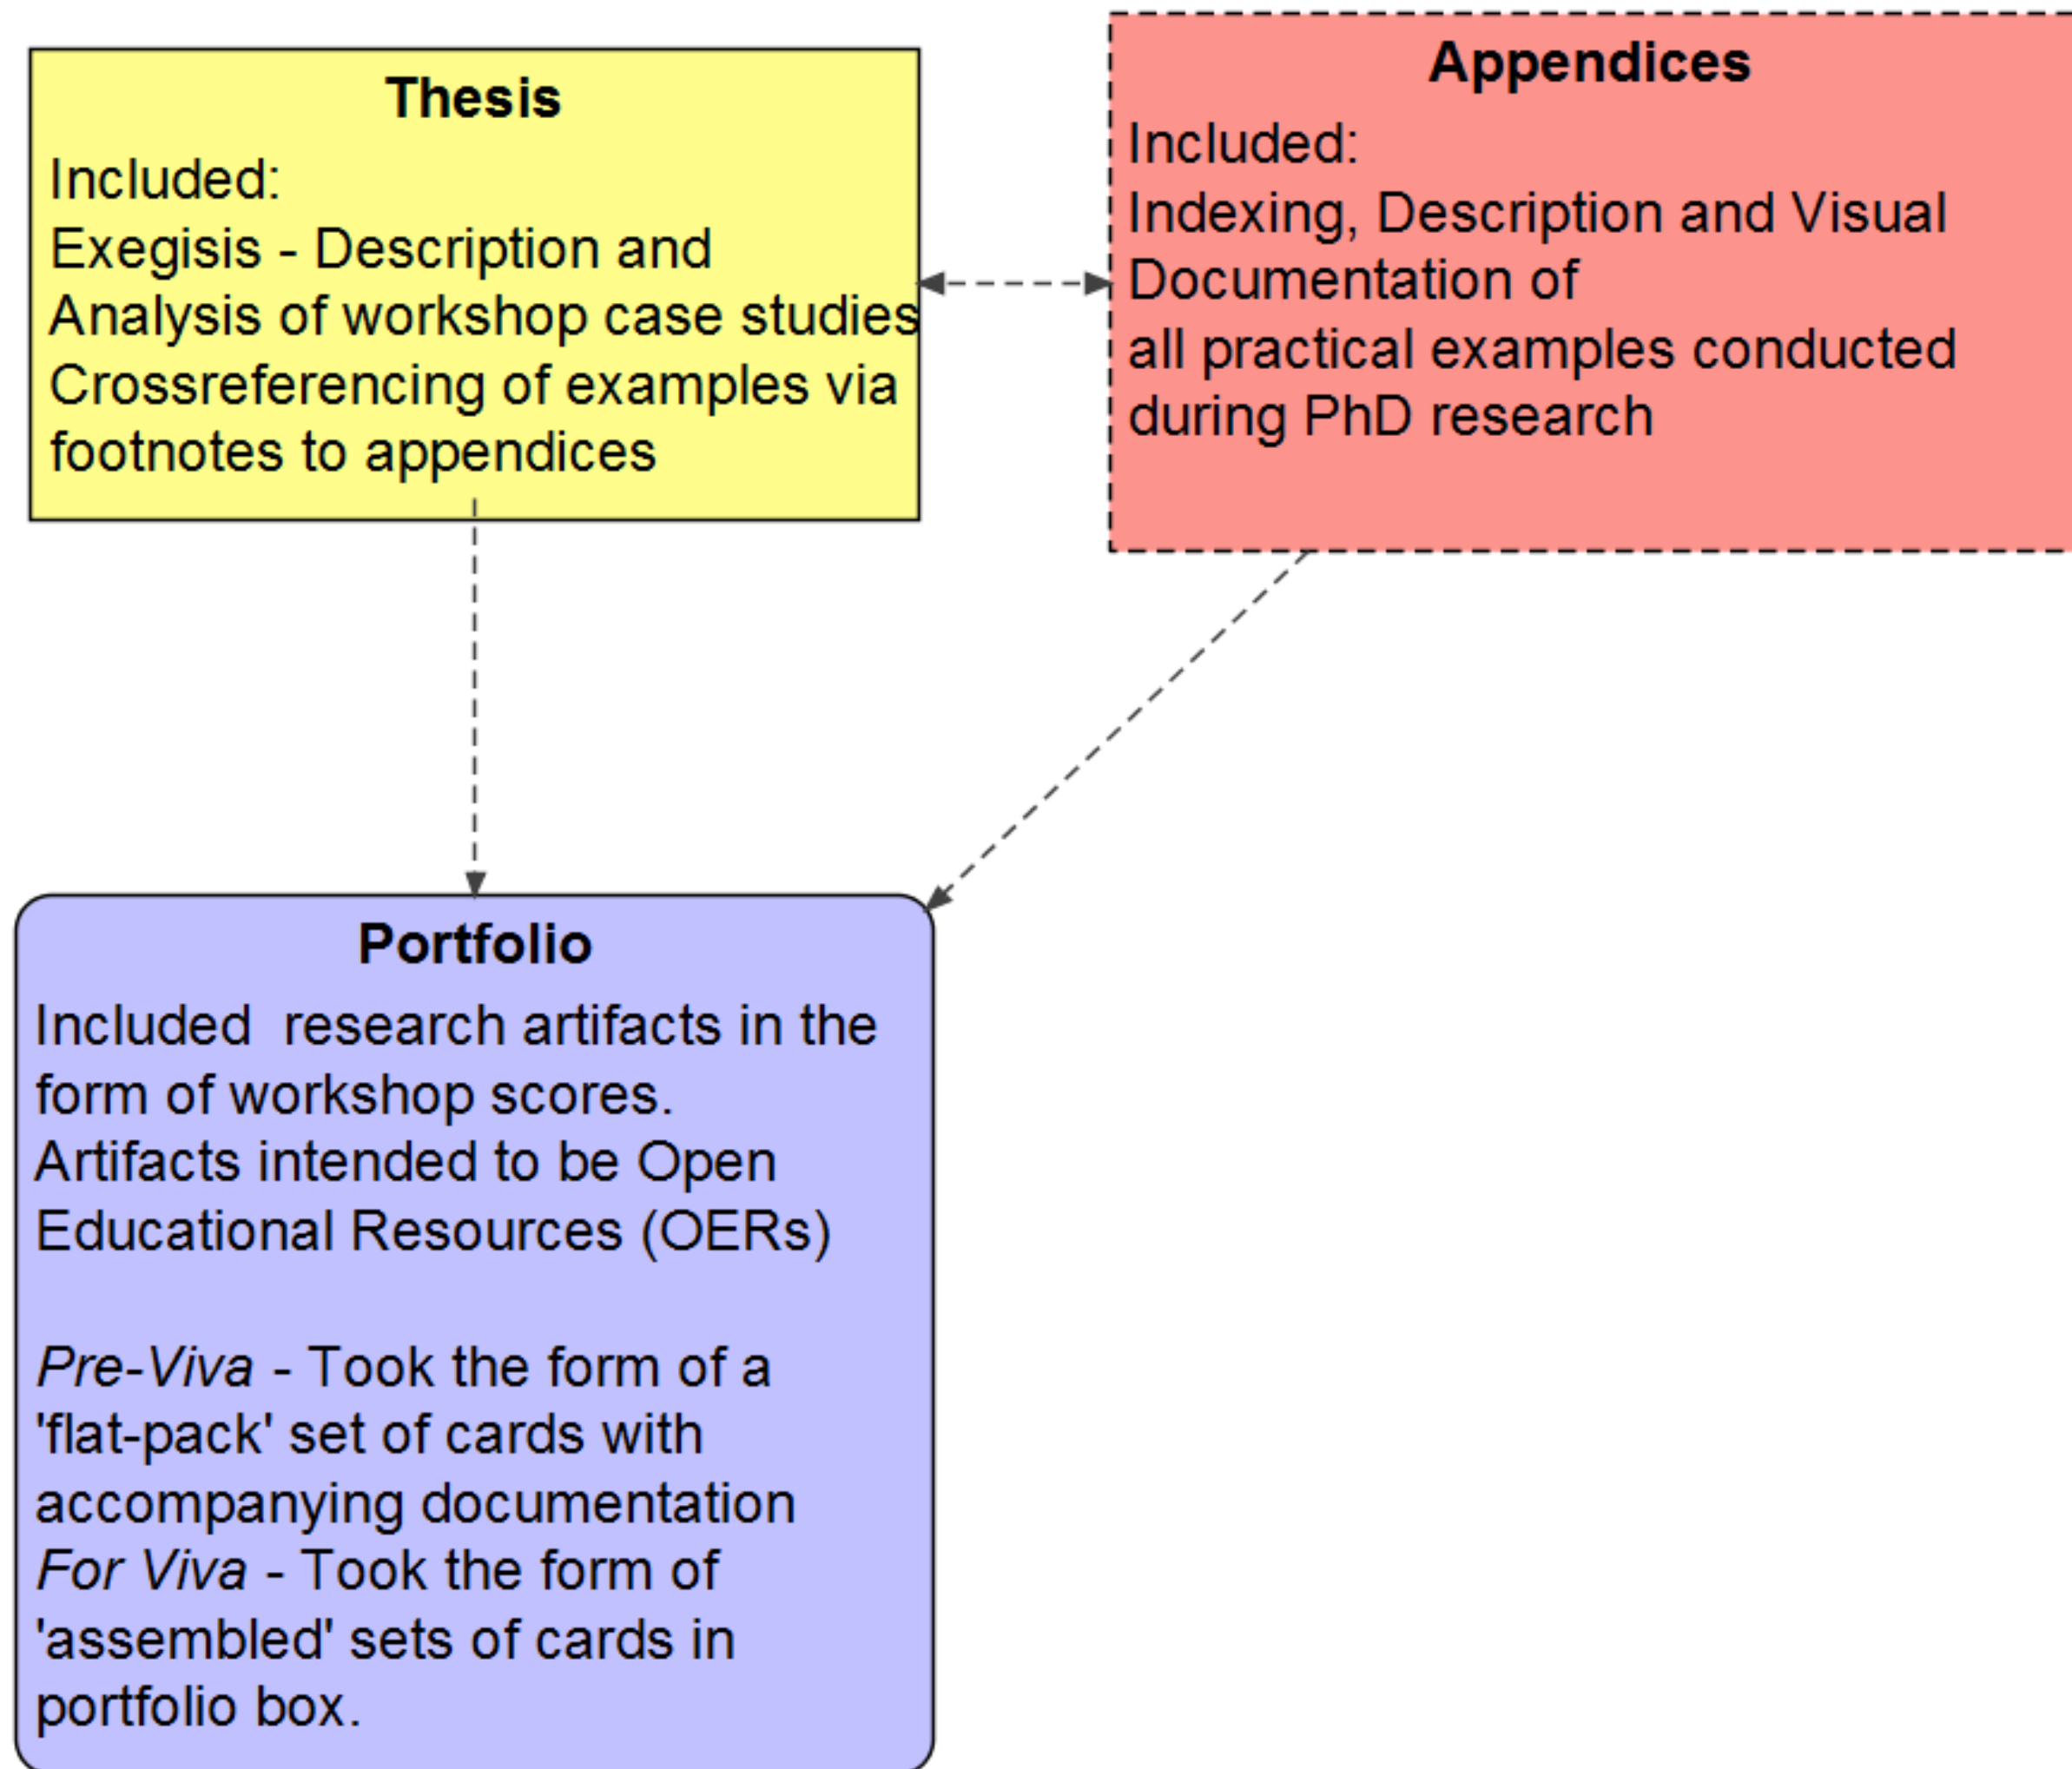 Thesis
Included:
Exegisis - Description and
Analysis of workshop case studies
Crossreferencing of examples via
footnotes to appendices
Appendices
Included:
Indexing, Description and Visual
Documentation of
all practical examples conducted
during PhD research
Portfolio
Included  research artifacts in the
form of workshop scores.
Artifacts intended to be Open
Educational Resources (OERs)
Pre-Viva - Took the form of a
'flat-pack' set of cards with
accompanying documentation
For Viva - Took the form of
'assembled' sets of cards in
portfolio box.